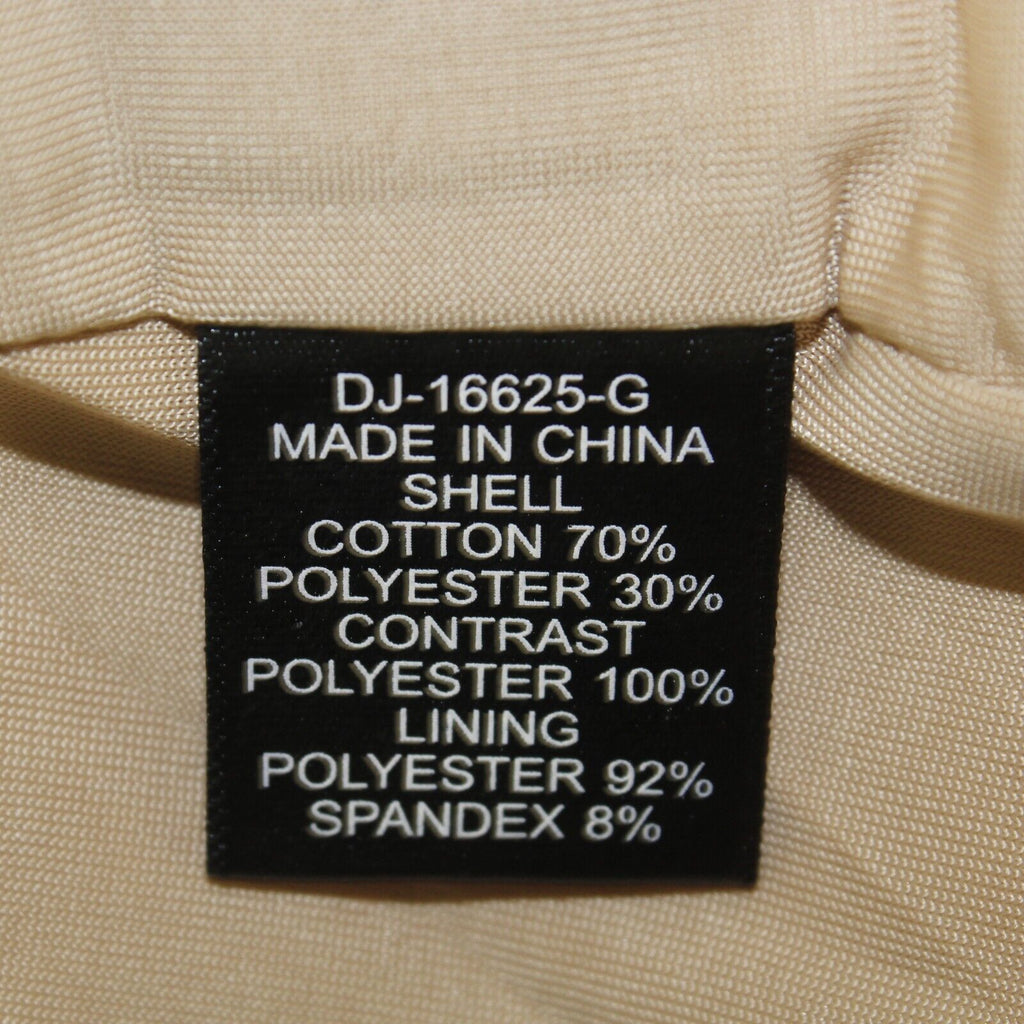 DJ-16625-G
MADE IN CHINA
SHELL
COTTON 70%
POLYESTER 30%
CONTRAST
POLYESTER 100%
LINING
POLYESTER 92%
SPANDEX 8%